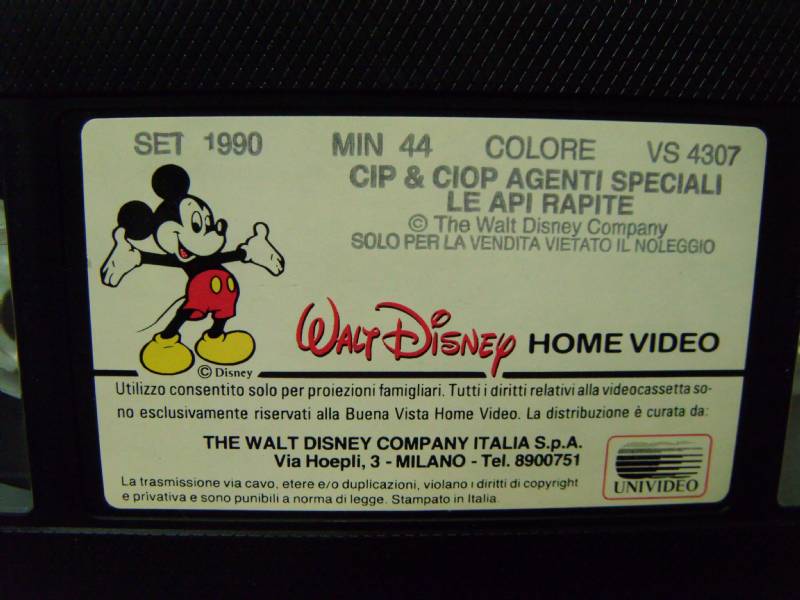 SET 1990 MIN 44 COLORE VS 4307
CIP & CIOP AGENTI SPECIALI
LE API RAPITE
© The Walt Disney Company
SOLO PER LA VENDITA VIETATO IL NOLEGGIO
WALT DISNEY HOME VIDEO
© Disney
Utilizzo consentito solo per proiezioni famigliari. Tutti i diritti relativi alla videocassetta so-
no esclusivamente riservati alla Buena Vista Home Video. La distribuzione è curata da:
THE WALT DISNEY COMPANY ITALIA S.p.A.
Via Hoepli, 3 - MILANO - Tel. 8900751
La trasmissione via cavo, etere e/o duplicazioni, violano i diritti di copyright
e privativa e sono punibili a norma di legge. Stampato in Italia.
UNIVIDEO